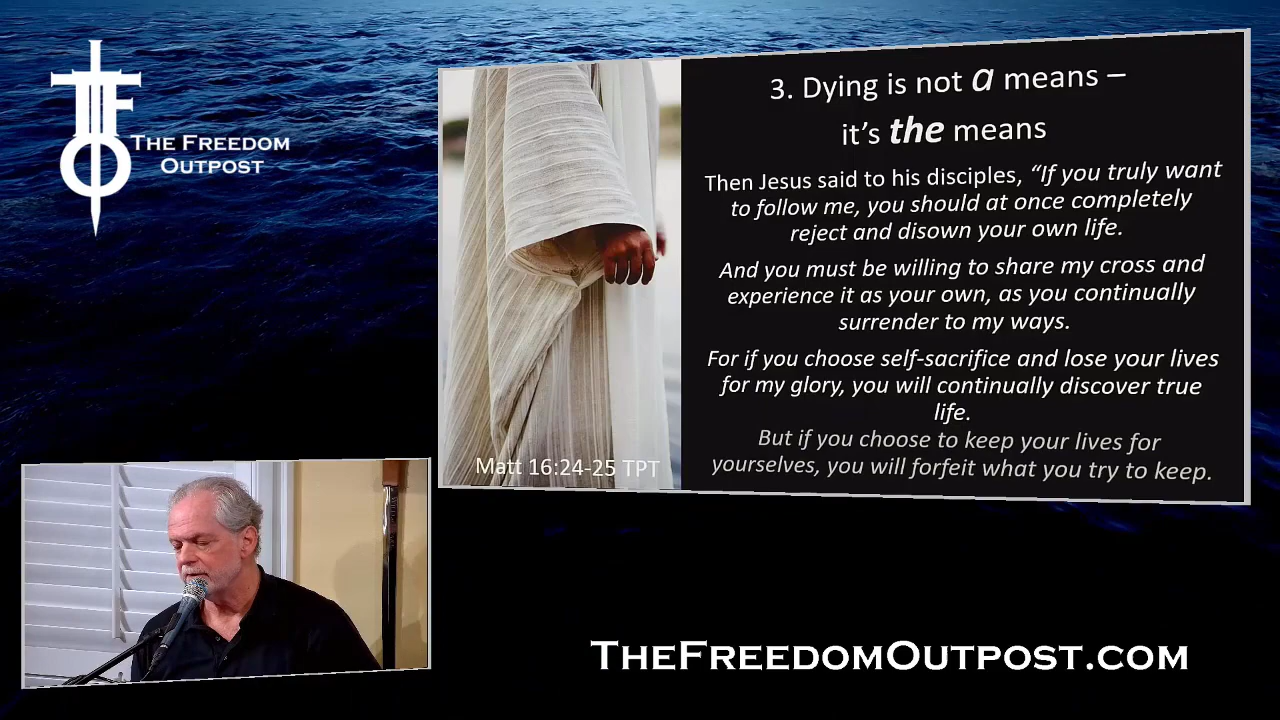 THE FREEDOM
OUTPOST
3. Dying is not a means –
it's the means
Then Jesus said to his disciples, "If you truly want
to follow me, you should at once completely
reject and disown your own life.
And you must be willing to share my cross and
experience it as your own, as you continually
surrender to my ways.
For if you choose self-sacrifice and lose your lives
for my glory, you will continually discover true
life.
But if you choose to keep your lives for
yourselves, you will forfeit what you try to keep.
Matt 16:24-25 TPT
THEFREEDOMOUTPOST.COM